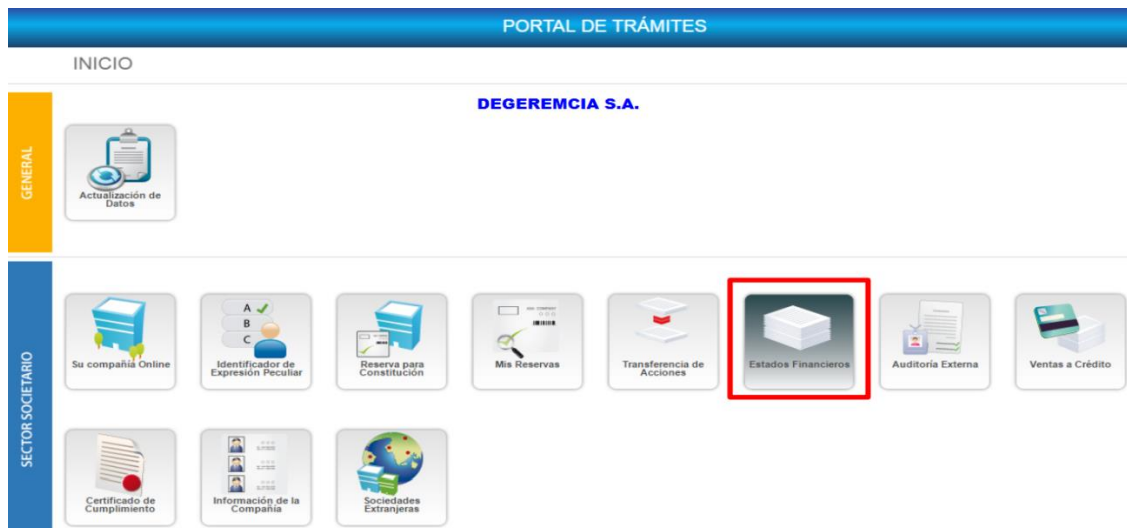 PORTAL DE TRÁMITES
INICIO
DEGEREMCIA S.A.
GENERAL
Actualización de
Datos
SECTOR SOCIETARIO
Su compañía Online
A
B
C
Identificador de
Expresión Peculiar
Reserva para
Constitución
Mis Reservas
Transferencia de
Acciones
Estados Financieros
Auditoría Externa
Ventas a Crédito
Certificado de
Cumplimiento
Información de la
Compañía
Sociedades
Extranjeras